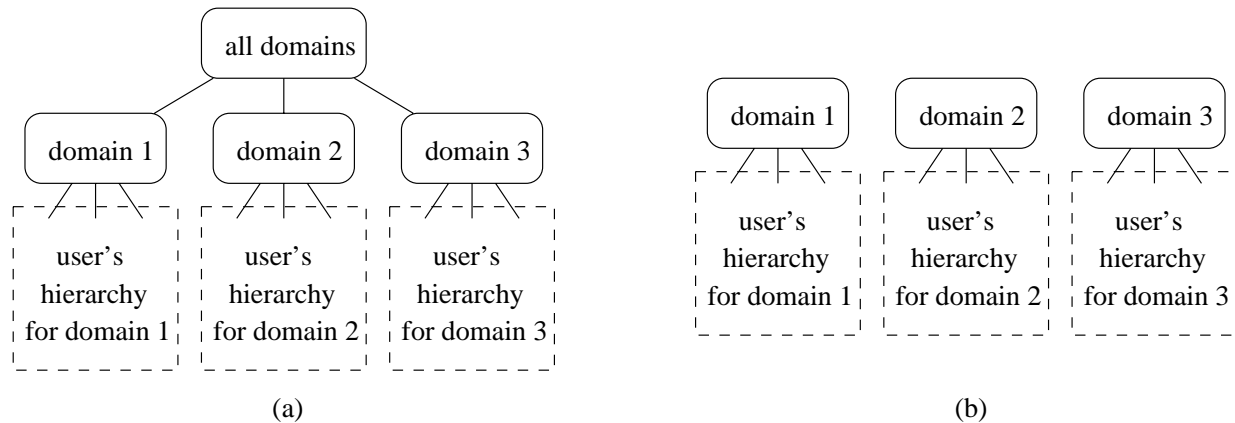 all domains
domain 1
domain 2
domain 3
user's
hierarchy
for domain 1
user's
hierarchy
for domain 2
user's
hierarchy
for domain 3
(a)
domain 1
domain 2
domain 3
user's
hierarchy
for domain 1
user's
hierarchy
for domain 2
user's
hierarchy
for domain 3
(b)